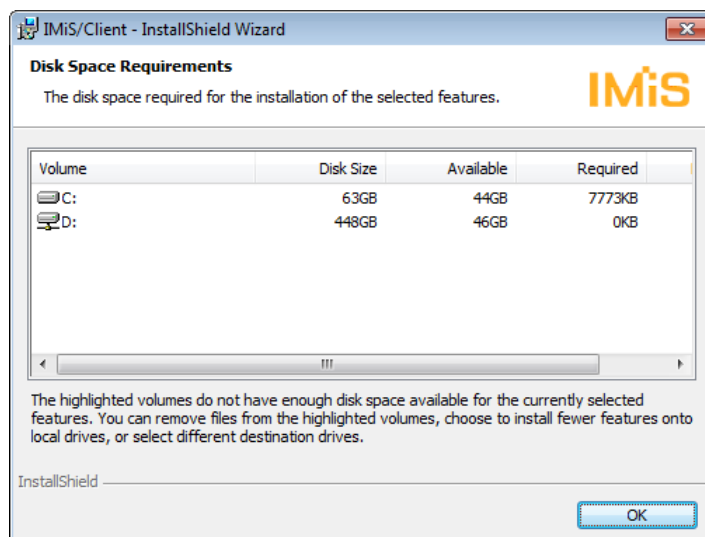 IMiS/Client - InstallShield Wizard
Disk Space Requirements
The disk space required for the installation of the selected features.
IMiS
Volume Disk Size Available Required
C: 63GB 44GB 7773KB
D: 448GB 46GB 0KB
The highlighted volumes do not have enough disk space available for the currently selected
features. You can remove files from the highlighted volumes, choose to install fewer features onto
local drives, or select different destination drives.
InstallShield
OK